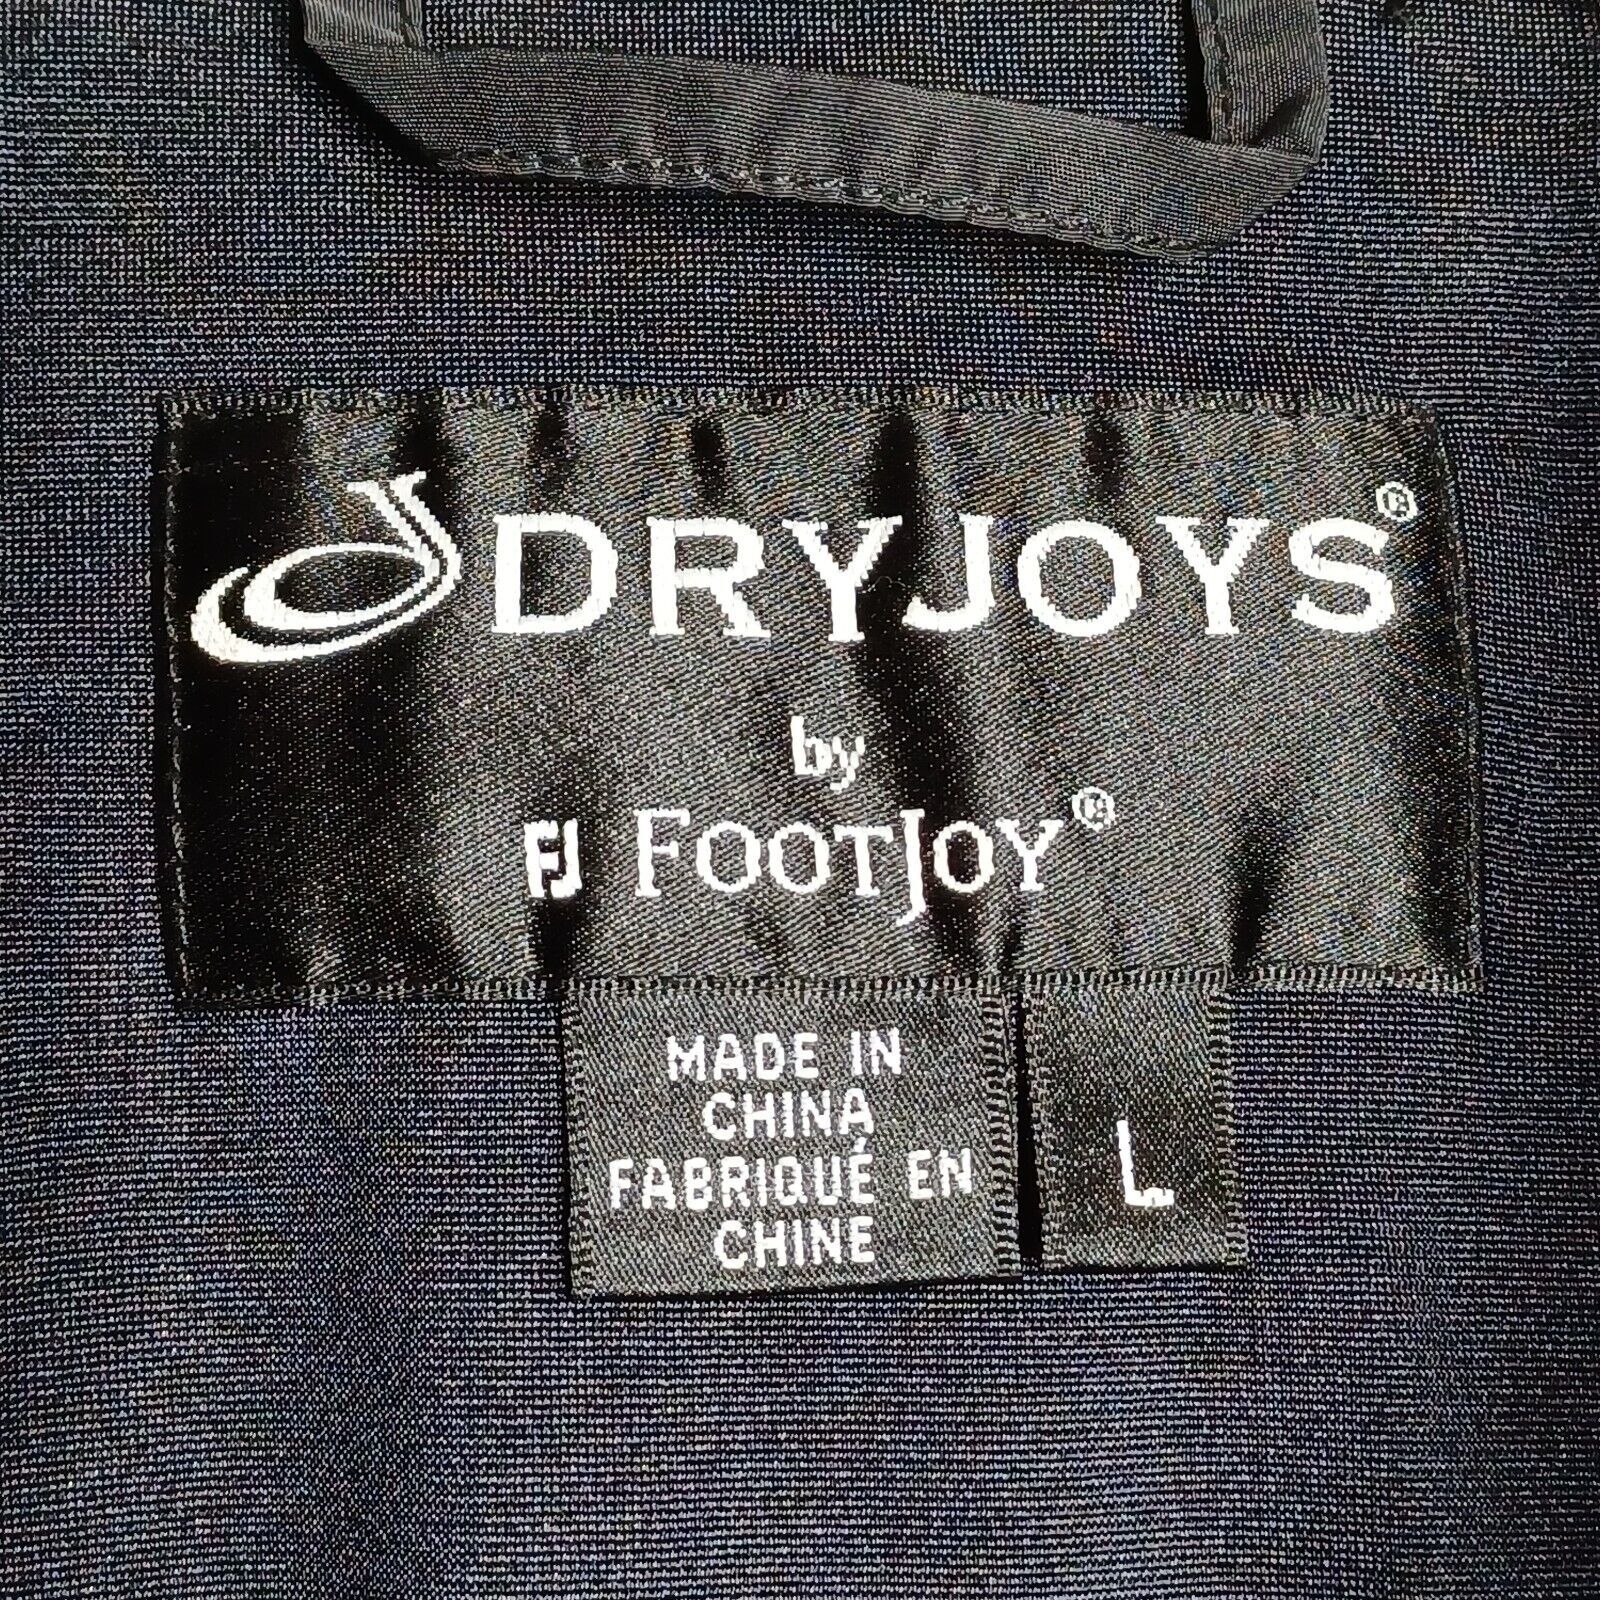 DRYJOYS®
by
FJ FOOTJOY®
MADE IN
CHINA
FABRIQUÉ EN
CHINE
L